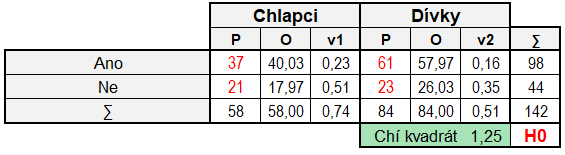 Chlapci Dívky
P O v1 P O v2 ∑
Ano 37 40,03 0,23 61 57,97 0,16 98
Ne 21 17,97 0,51 23 26,03 0,35 44
∑ 58 58,00 0,74 84 84,00 0,51 142
Chí kvadrát 1,25 H0